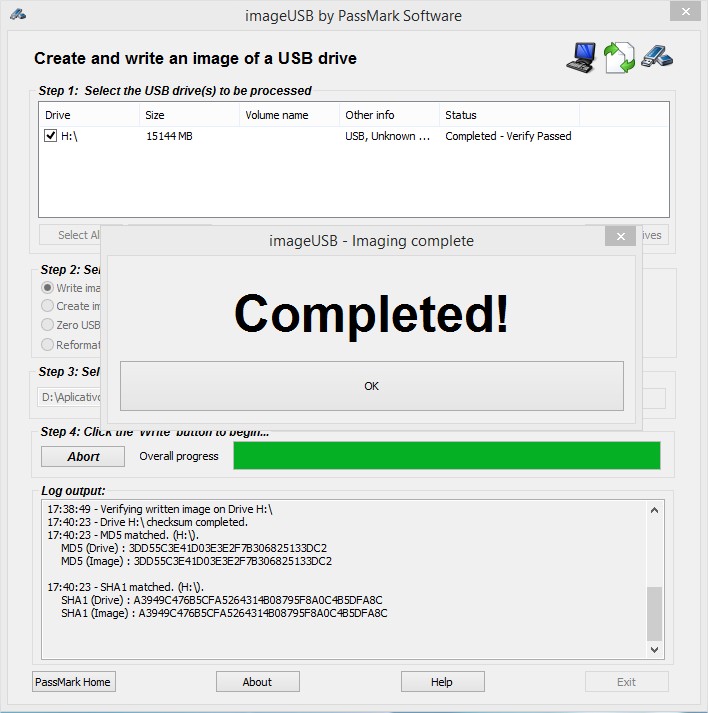 imageUSB by PassMark Software
Create and write an image of a USB drive
Step 1: Select the USB drive(s) to be processed
Drive Size Volume name Other info Status
H:\ 15144 MB USB, Unknown ... Completed - Verify Passed
Select Al
ives
imageUSB - Imaging complete
Step 2: Sel
Write ima
Create im
Zero USB
Reformat
Completed!
OK
Step 3: Sel
D:\Aplicativo
Step 4: Click the 'Write' button to begin...
Abort Overall progress
Log output:
17:38:49 - Verifying written image on Drive H:\
17:40:23 - Drive H:\ checksum completed.
17:40:23 - MD5 matched. (H:\).
MD5 (Drive) : 3DD55C3E41D03E3E2F7B306825133DC2
MD5 (Image) : 3DD55C3E41D03E3E2F7B306825133DC2
17:40:23 - SHA1 matched. (H:\).
SHA1 (Drive) : A3949C476B5CFA5264314B08795F8A0C4B5DFA8C
SHA1 (Image) : A3949C476B5CFA5264314B08795F8A0C4B5DFA8C
PassMark Home About Help Exit